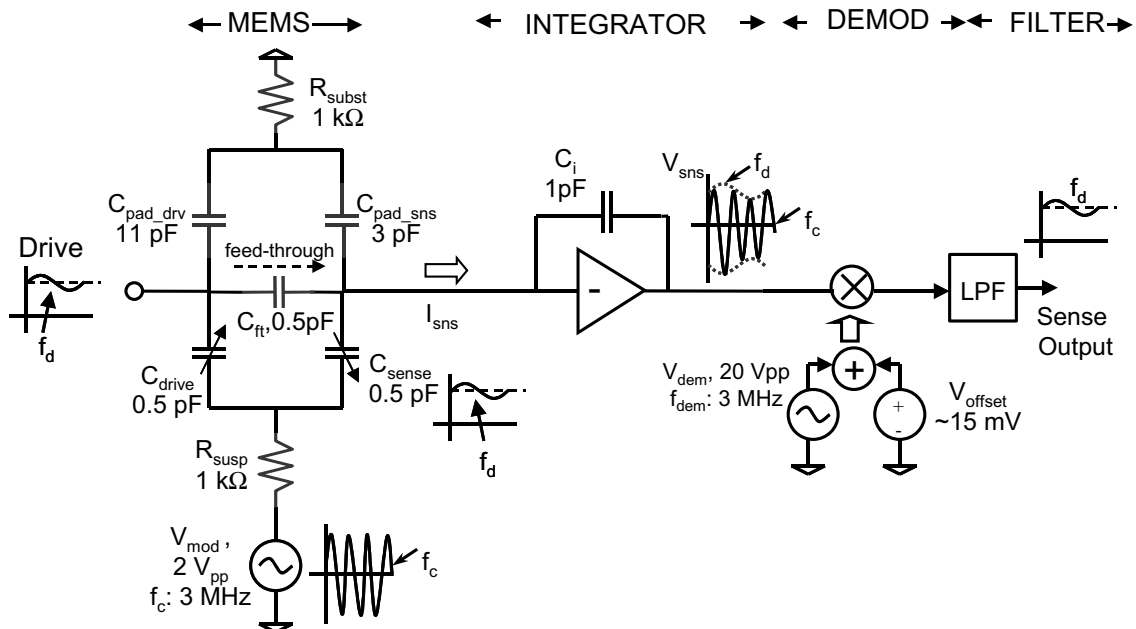 MEMS
INTEGRATOR
DEMOD
FILTER
R_subst
1 kΩ
C_pad_drv
11 pF
C_pad_sns
3 pF
Drive
f_d
feed-through
C_ft, 0.5pF
C_drive
0.5 pF
C_sense
0.5 pF
I_sns
f_d
R_susp
1 kΩ
V_mod ,
2 V_pp
f_c: 3 MHz
f_c
C_i
1pF
-
V_sns
f_d
f_c
V_dem, 20 Vpp
f_dem: 3 MHz
+
-
V_offset
~15 mV
LPF
f_d
Sense
Output